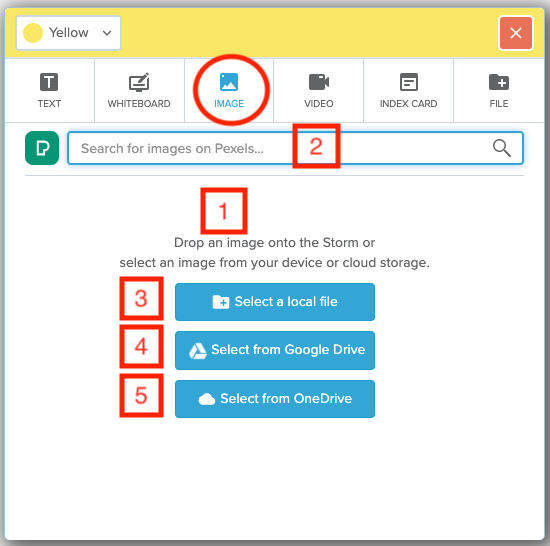 Yellow
TEXT WHITEBOARD IMAGE VIDEO INDEX CARD FILE
Search for images on Pexels... 2
1
Drop an image onto the Storm or
select an image from your device or cloud storage.
3 Select a local file
4 Select from Google Drive
5 Select from OneDrive